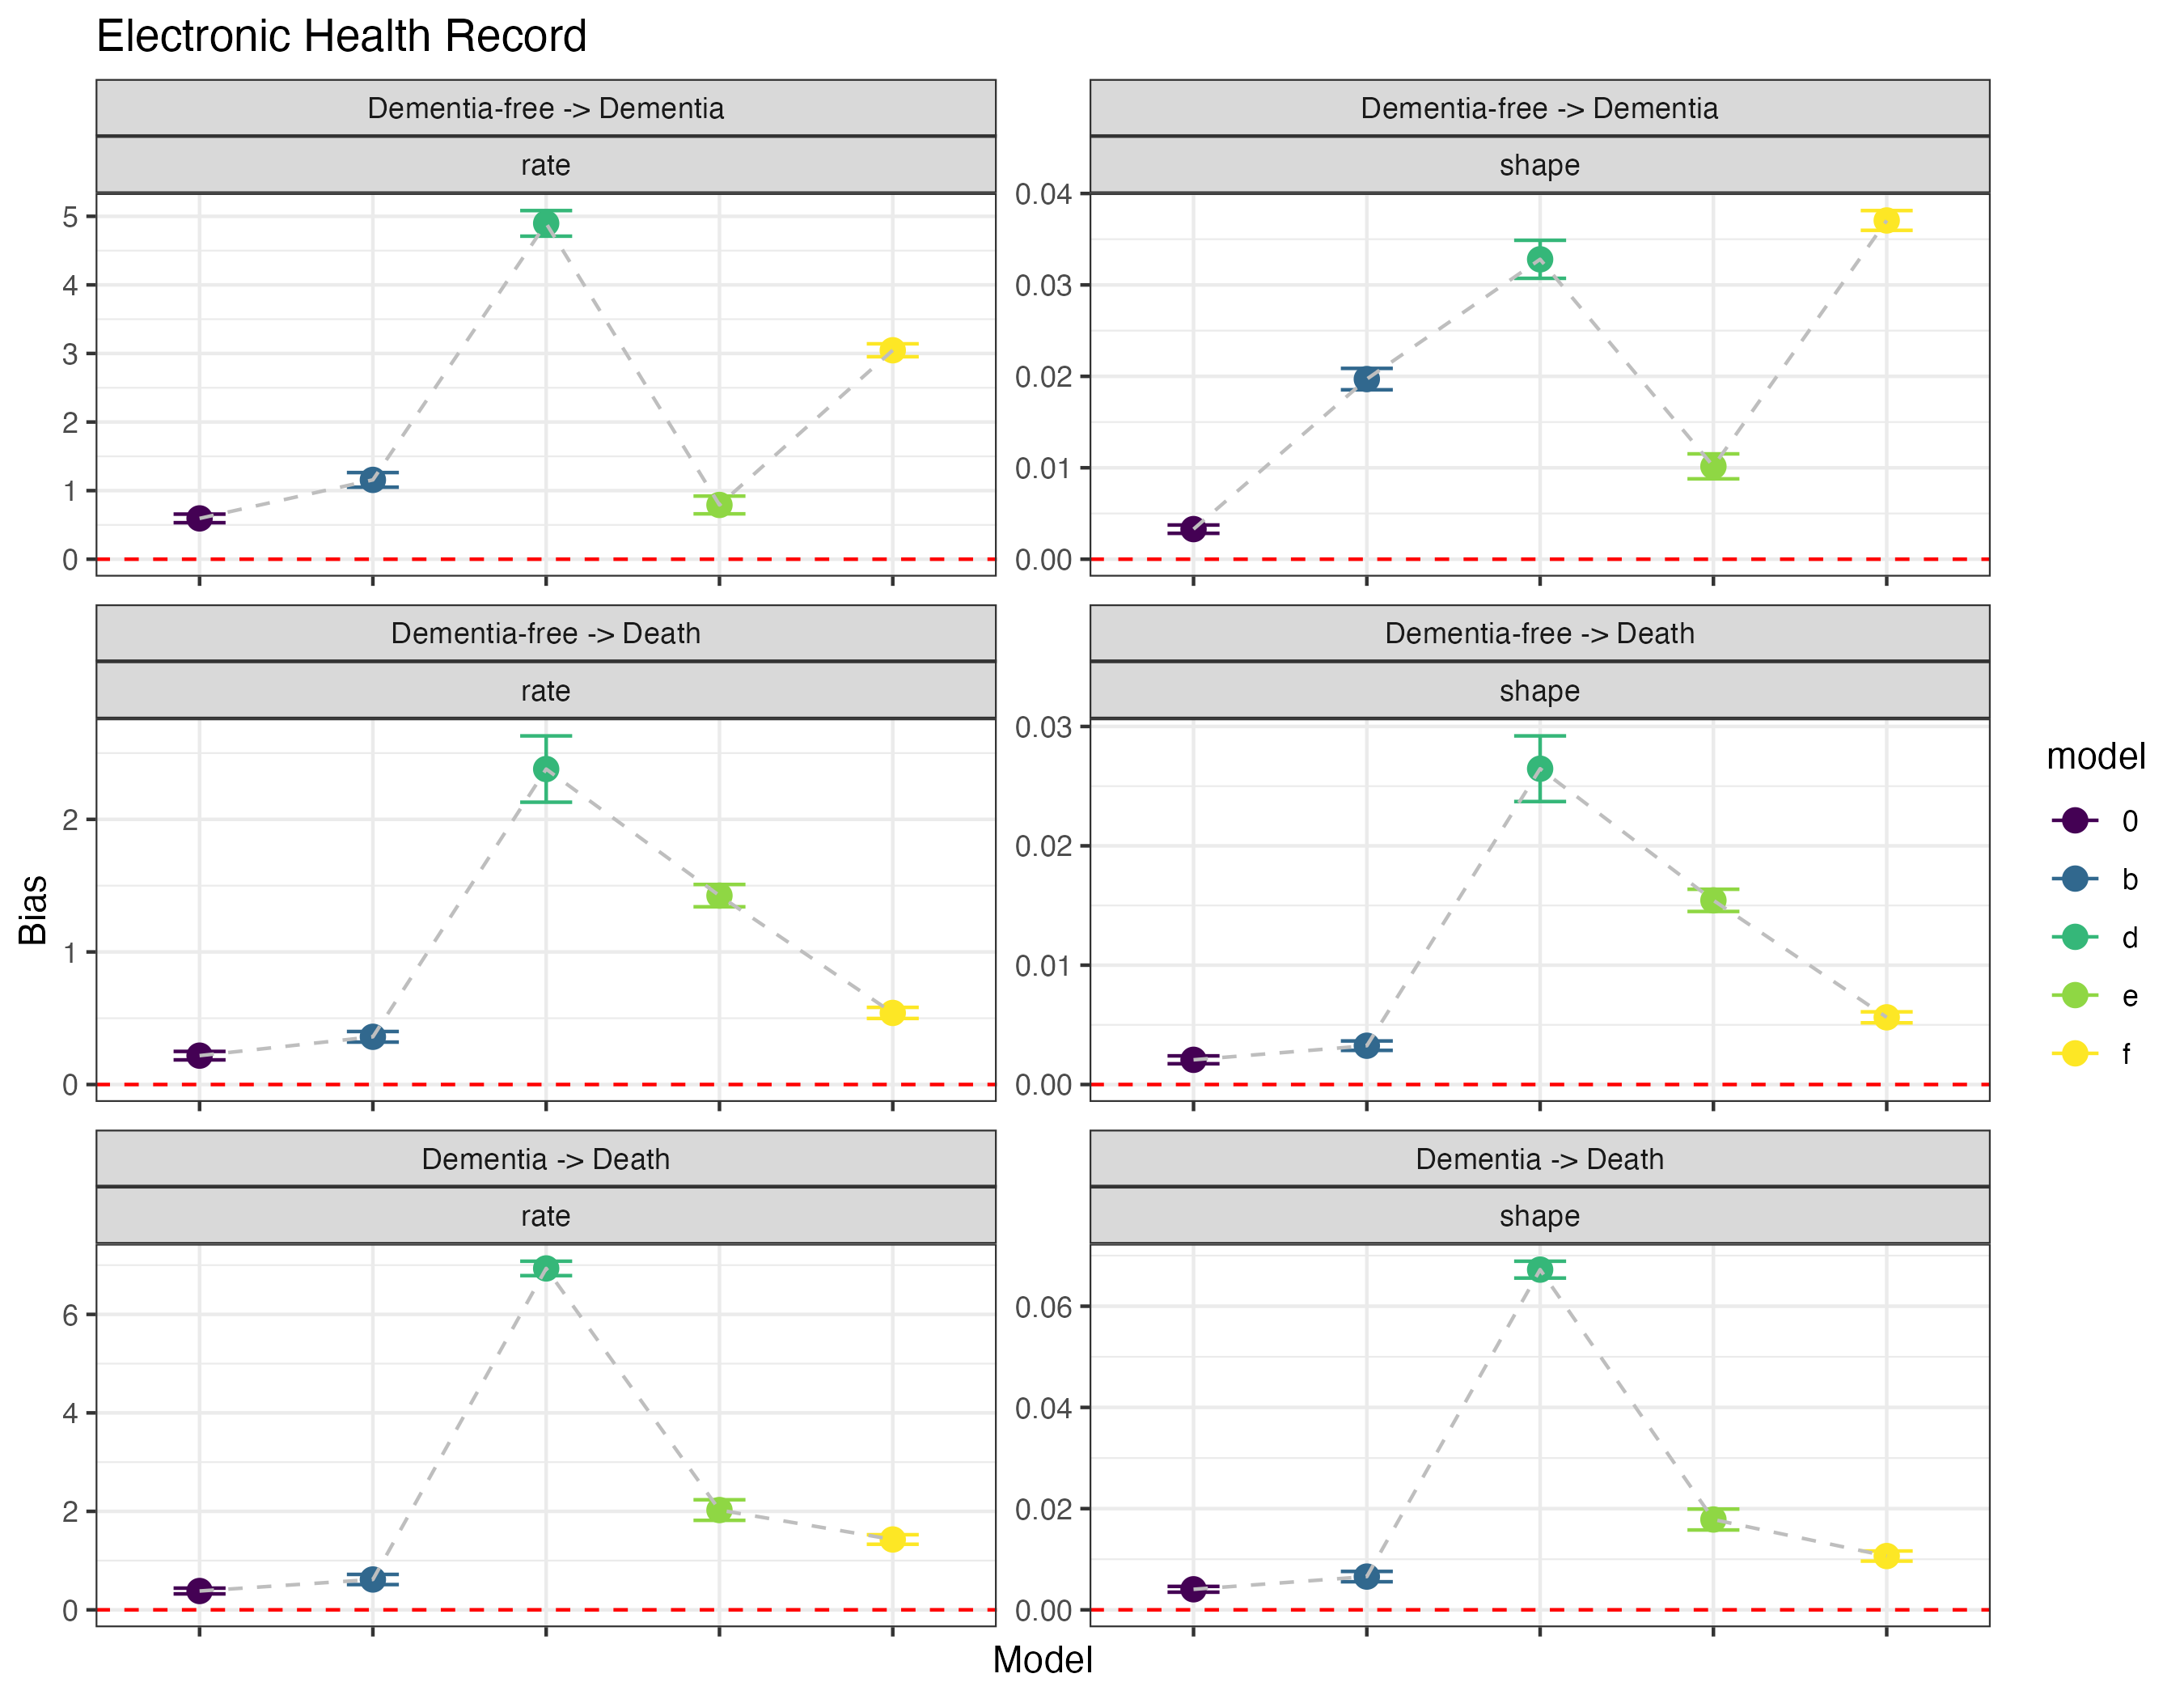 Electronic Health Record
Dementia-free -> Dementia
rate
5
4
3
2
1
0
Dementia-free -> Dementia
shape
0.04
0.03
0.02
0.01
0.00
Dementia-free -> Death
rate
2
1
0
Dementia-free -> Death
shape
0.03
0.02
0.01
0.00
Dementia -> Death
rate
6
4
2
0
Dementia -> Death
shape
0.06
0.04
0.02
0.00
Bias
Model
model
0
b
d
e
f